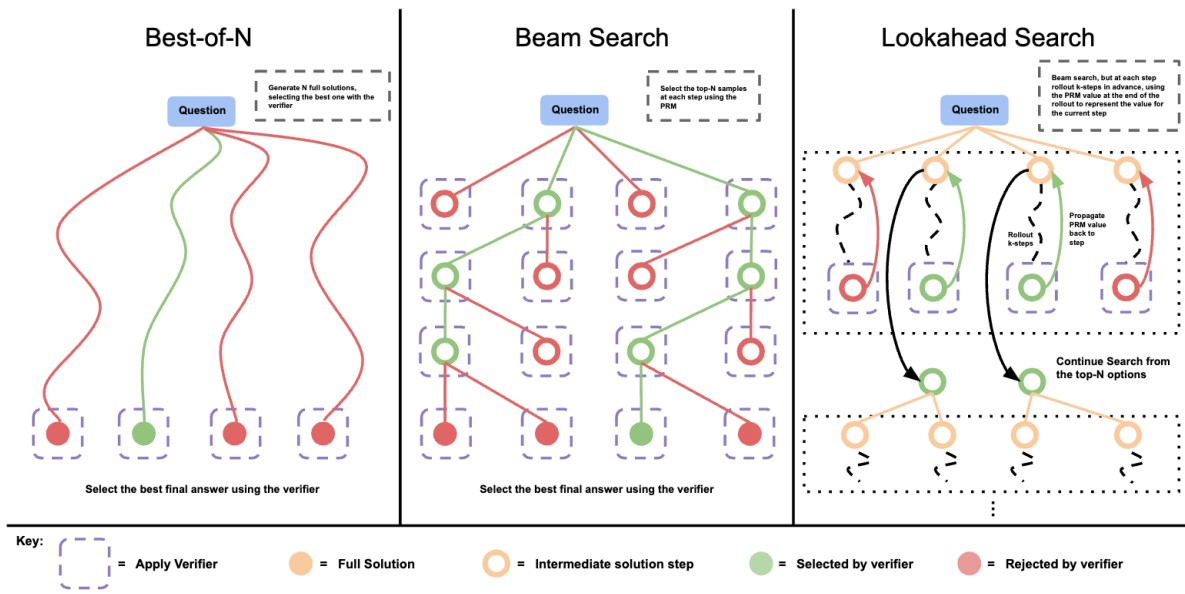 Best-of-N
Generate N full solutions,
selecting the best one with the
verifier
Question
Select the best final answer using the verifier
Beam Search
Select the top-N samples
at each step using the
PRM
Question
Select the best final answer using the verifier
Lookahead Search
Beam search, but at each step
rollout k-steps in advance, using
the PRM value at the end of the
rollout to represent the value for
the current step
Question
Rollout
k-steps
Propagate
PRM value
back to
step
Continue Search from
the top-N options
Key:
= Apply Verifier
= Full Solution
= Intermediate solution step
= Selected by verifier
= Rejected by verifier